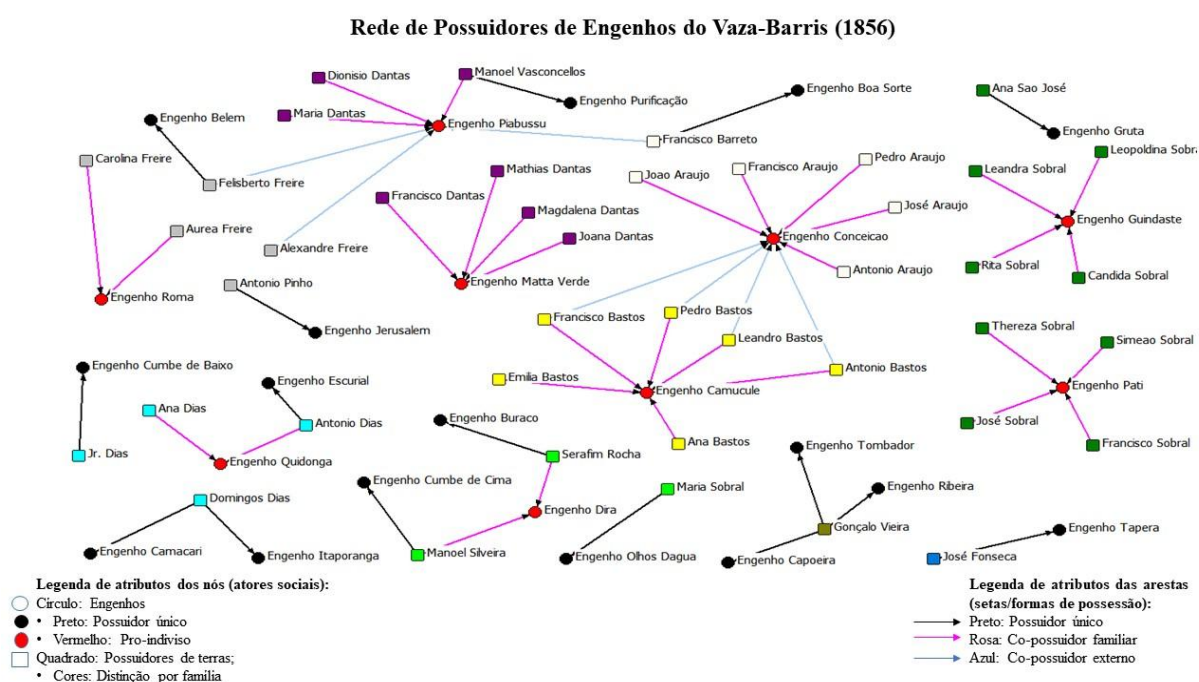 Rede de Possuidores de Engenhos do Vaza-Barris (1856)
Dionisio Dantas
Manoel Vasconcellos
Maria Dantas
Engenho Purificação
Engenho Boa Sorte
Ana Sao José
Engenho Belem
Engenho Piabussu
Francisco Barreto
Engenho Gruta
Carolina Freire
Felisberto Freire
Mathias Dantas
Francisco Dantas
Joao Araujo
Francisco Araujo
Pedro Araujo
Leandra Sobral
Leopoldina Sobra
Magdalena Dantas
José Araujo
Aurea Freire
Joana Dantas
Engenho Conceicao
Engenho Guindaste
Alexandre Freire
Antonio Araujo
Rita Sobral
Candida Sobral
Antonio Pinho
Engenho Matta Verde
Engenho Roma
Engenho Jerusalem
Francisco Bastos
Pedro Bastos
Leandro Bastos
Thereza Sobral
Simeao Sobral
Engenho Cumbe de Baixo
Engenho Escurial
Emilia Bastos
Antonio Bastos
Engenho Camucule
Engenho Pati
Ana Dias
Antonio Dias
Engenho Buraco
Ana Bastos
José Sobral
Francisco Sobral
Jr. Dias
Engenho Quidonga
Serafim Rocha
Engenho Tombador
Engenho Cumbe de Cima
Maria Sobral
Engenho Ribeira
Domingos Dias
Engenho Dira
Gonçalo Vieira
Engenho Tapera
Engenho Camacari
Engenho Itaporanga
Manoel Silveira
Engenho Olhos Dagua
Engenho Capoeira
José Fonseca
Legenda de atributos dos nós (atores sociais):
Circulo: Engenhos
• Preto: Possuidor único
• Vermelho: Pro-indiviso
Quadrado: Possuidores de terras;
• Cores: Distinção por família
Legenda de atributos das arestas
(setas/formas de possessão):
Preto: Possuidor único
Rosa: Co-possuidor familiar
Azul: Co-possuidor externo